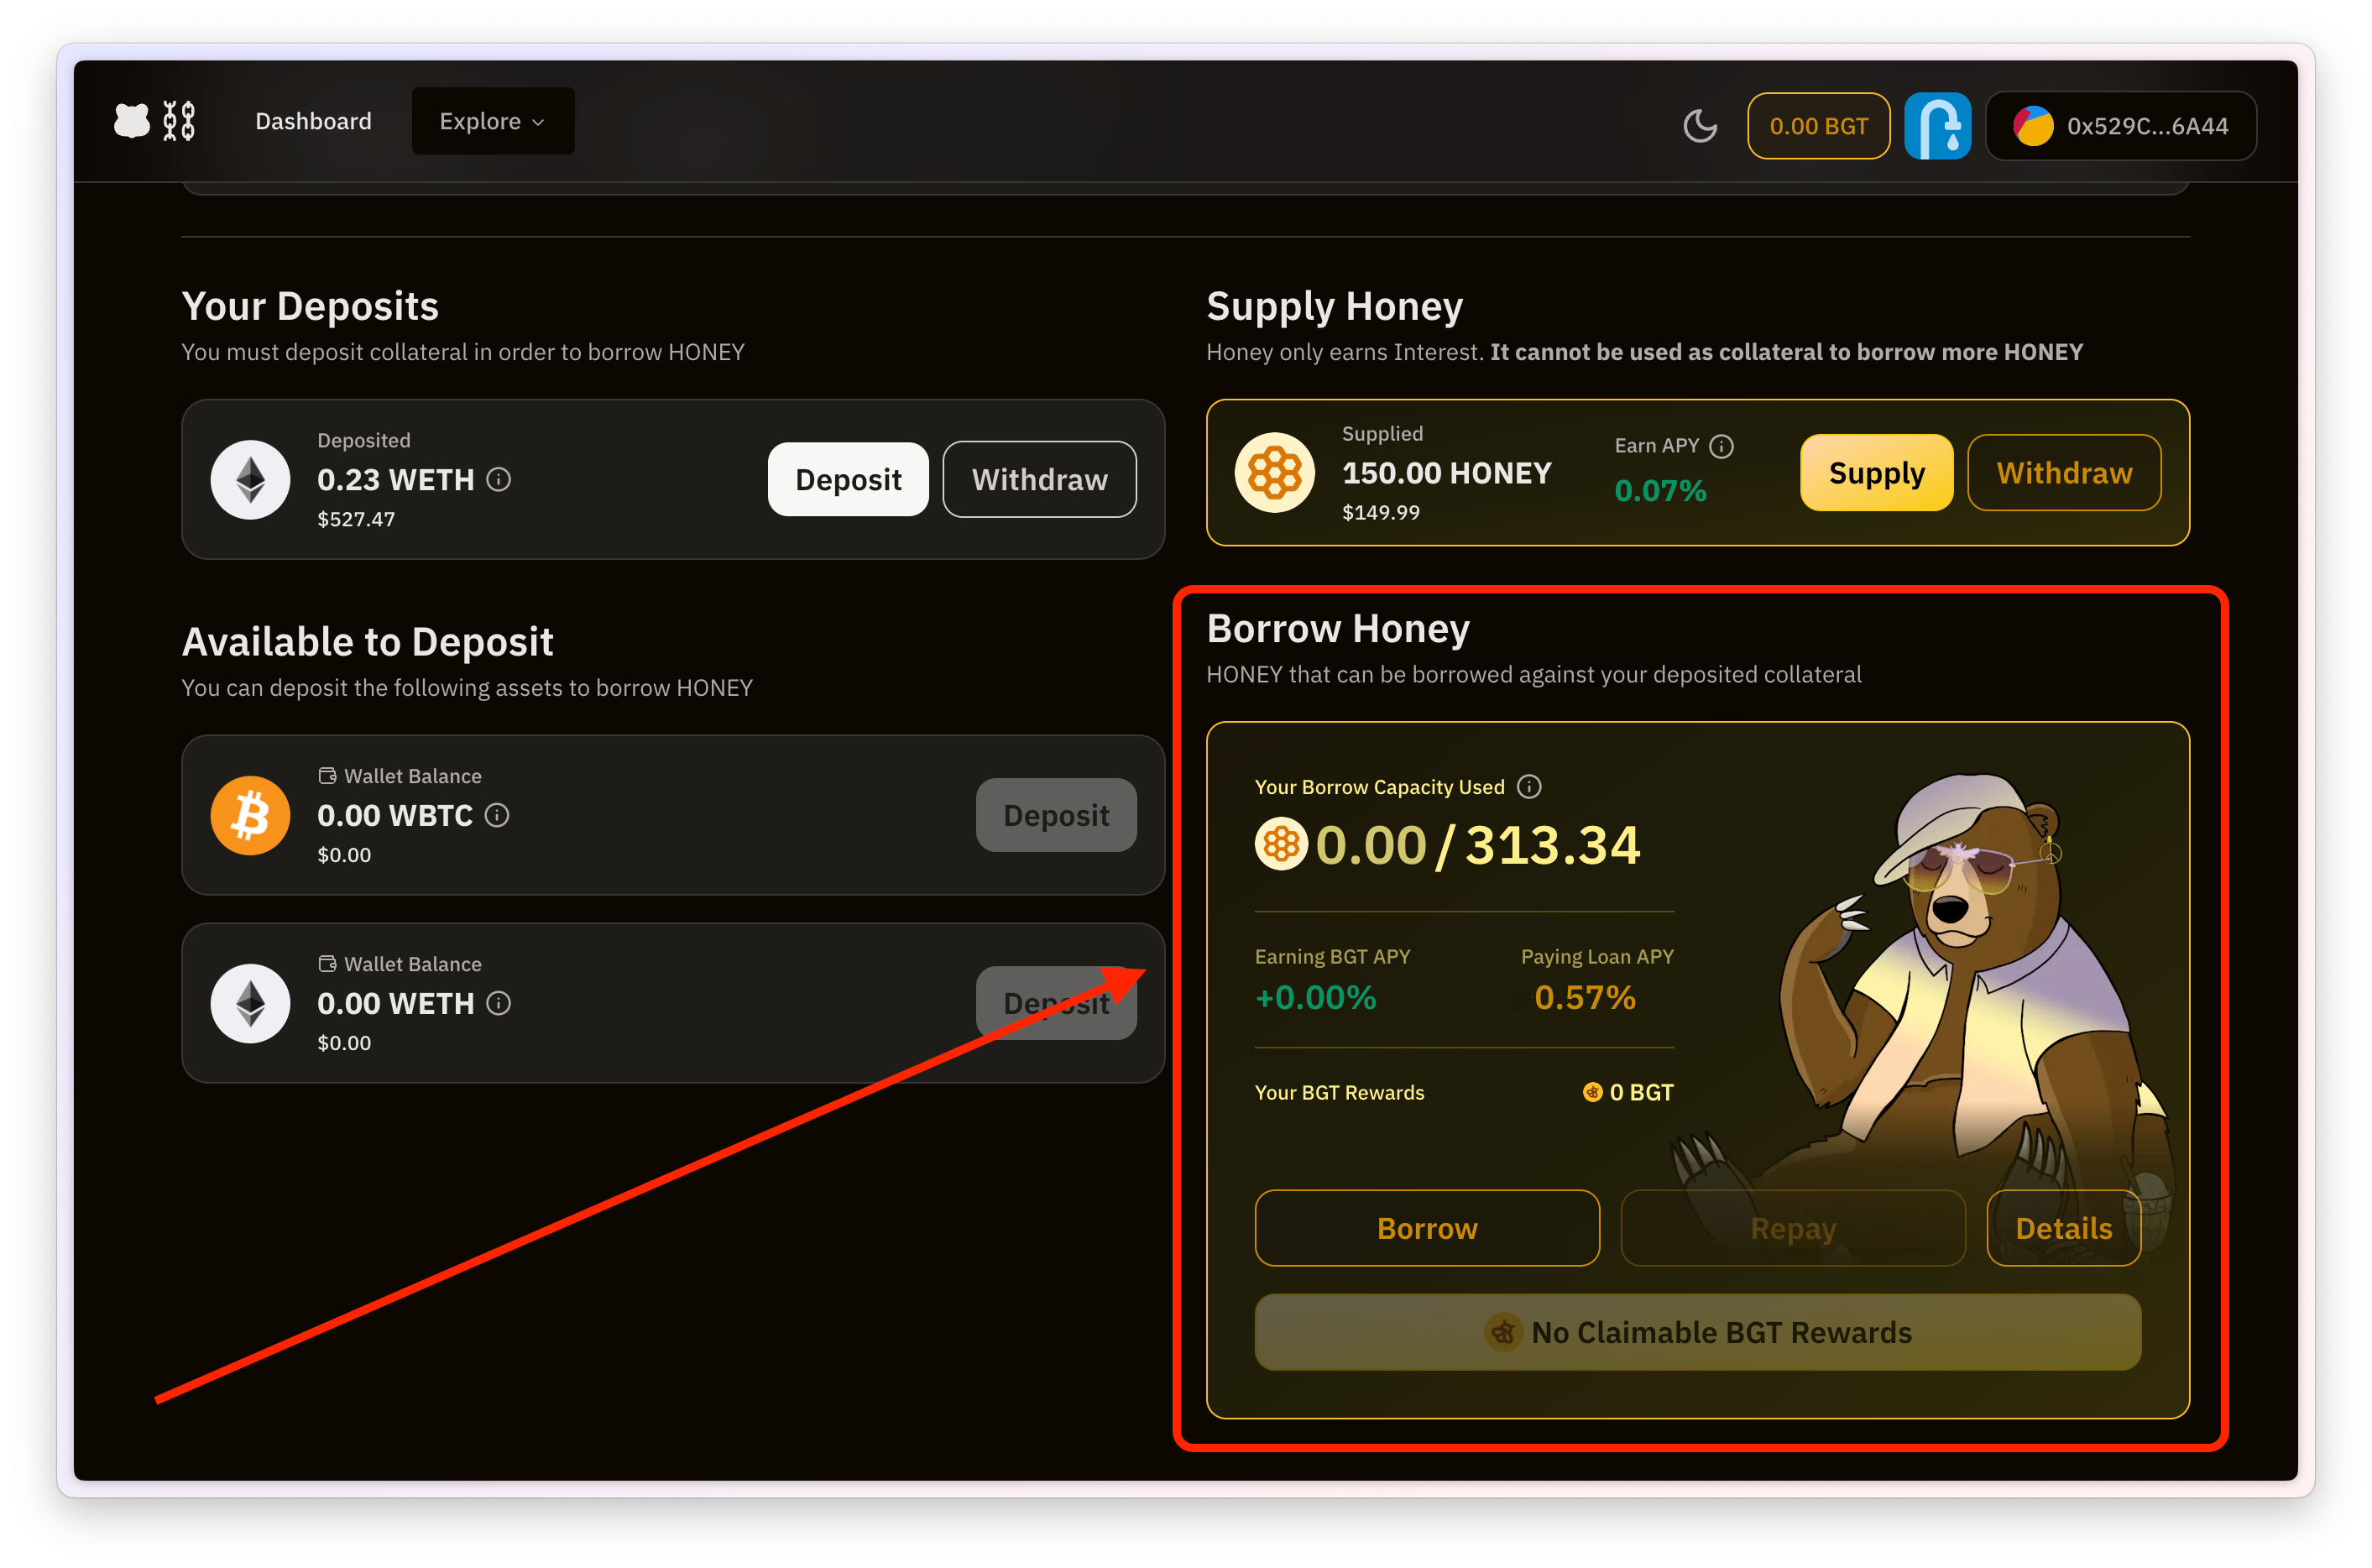 Dashboard
Explore
0.00 BGT
0x529C...6A44
Your Deposits
You must deposit collateral in order to borrow HONEY
Deposited
0.23 WETH
$527.47
Deposit
Withdraw
Available to Deposit
You can deposit the following assets to borrow HONEY
Wallet Balance
0.00 WBTC
$0.00
Deposit
Wallet Balance
0.00 WETH
$0.00
Deposit
Supply Honey
Honey only earns Interest. It cannot be used as collateral to borrow more HONEY
Supplied
150.00 HONEY
$149.99
Earn APY
0.07%
Supply
Withdraw
Borrow Honey
HONEY that can be borrowed against your deposited collateral
Your Borrow Capacity Used
0.00 / 313.34
Earning BGT APY
+0.00%
Paying Loan APY
0.57%
Your BGT Rewards
0 BGT
Borrow
Repay
Details
No Claimable BGT Rewards